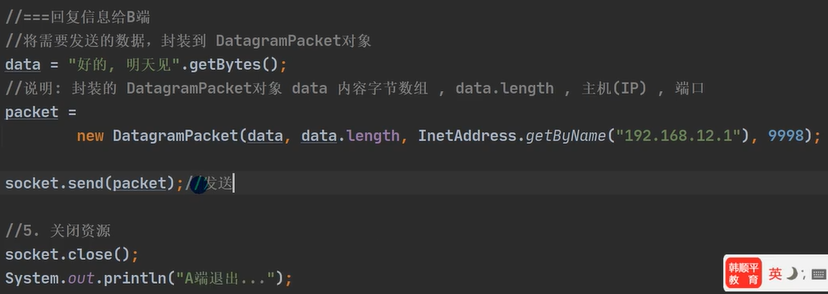 //===回复信息给B端
//将需要发送的数据，封装到 DatagramPacket对象
data = "好的, 明天见".getBytes();
//说明: 封装的 DatagramPacket对象 data 内容字节数组 , data.length , 主机(IP) , 端口
packet =
new DatagramPacket(data, data.length, InetAddress.getByName("192.168.12.1"), 9998);
socket.send(packet);//发送
//5. 关闭资源
socket.close();
System.out.println("A端退出...");
韩顺平
教育
英